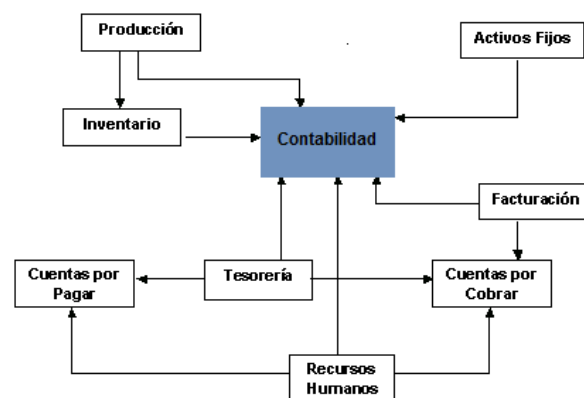 Producción
Activos Fijos
Inventario
Contabilidad
Facturación
Cuentas por
Pagar
Tesorería
Cuentas por
Cobrar
Recursos
Humanos